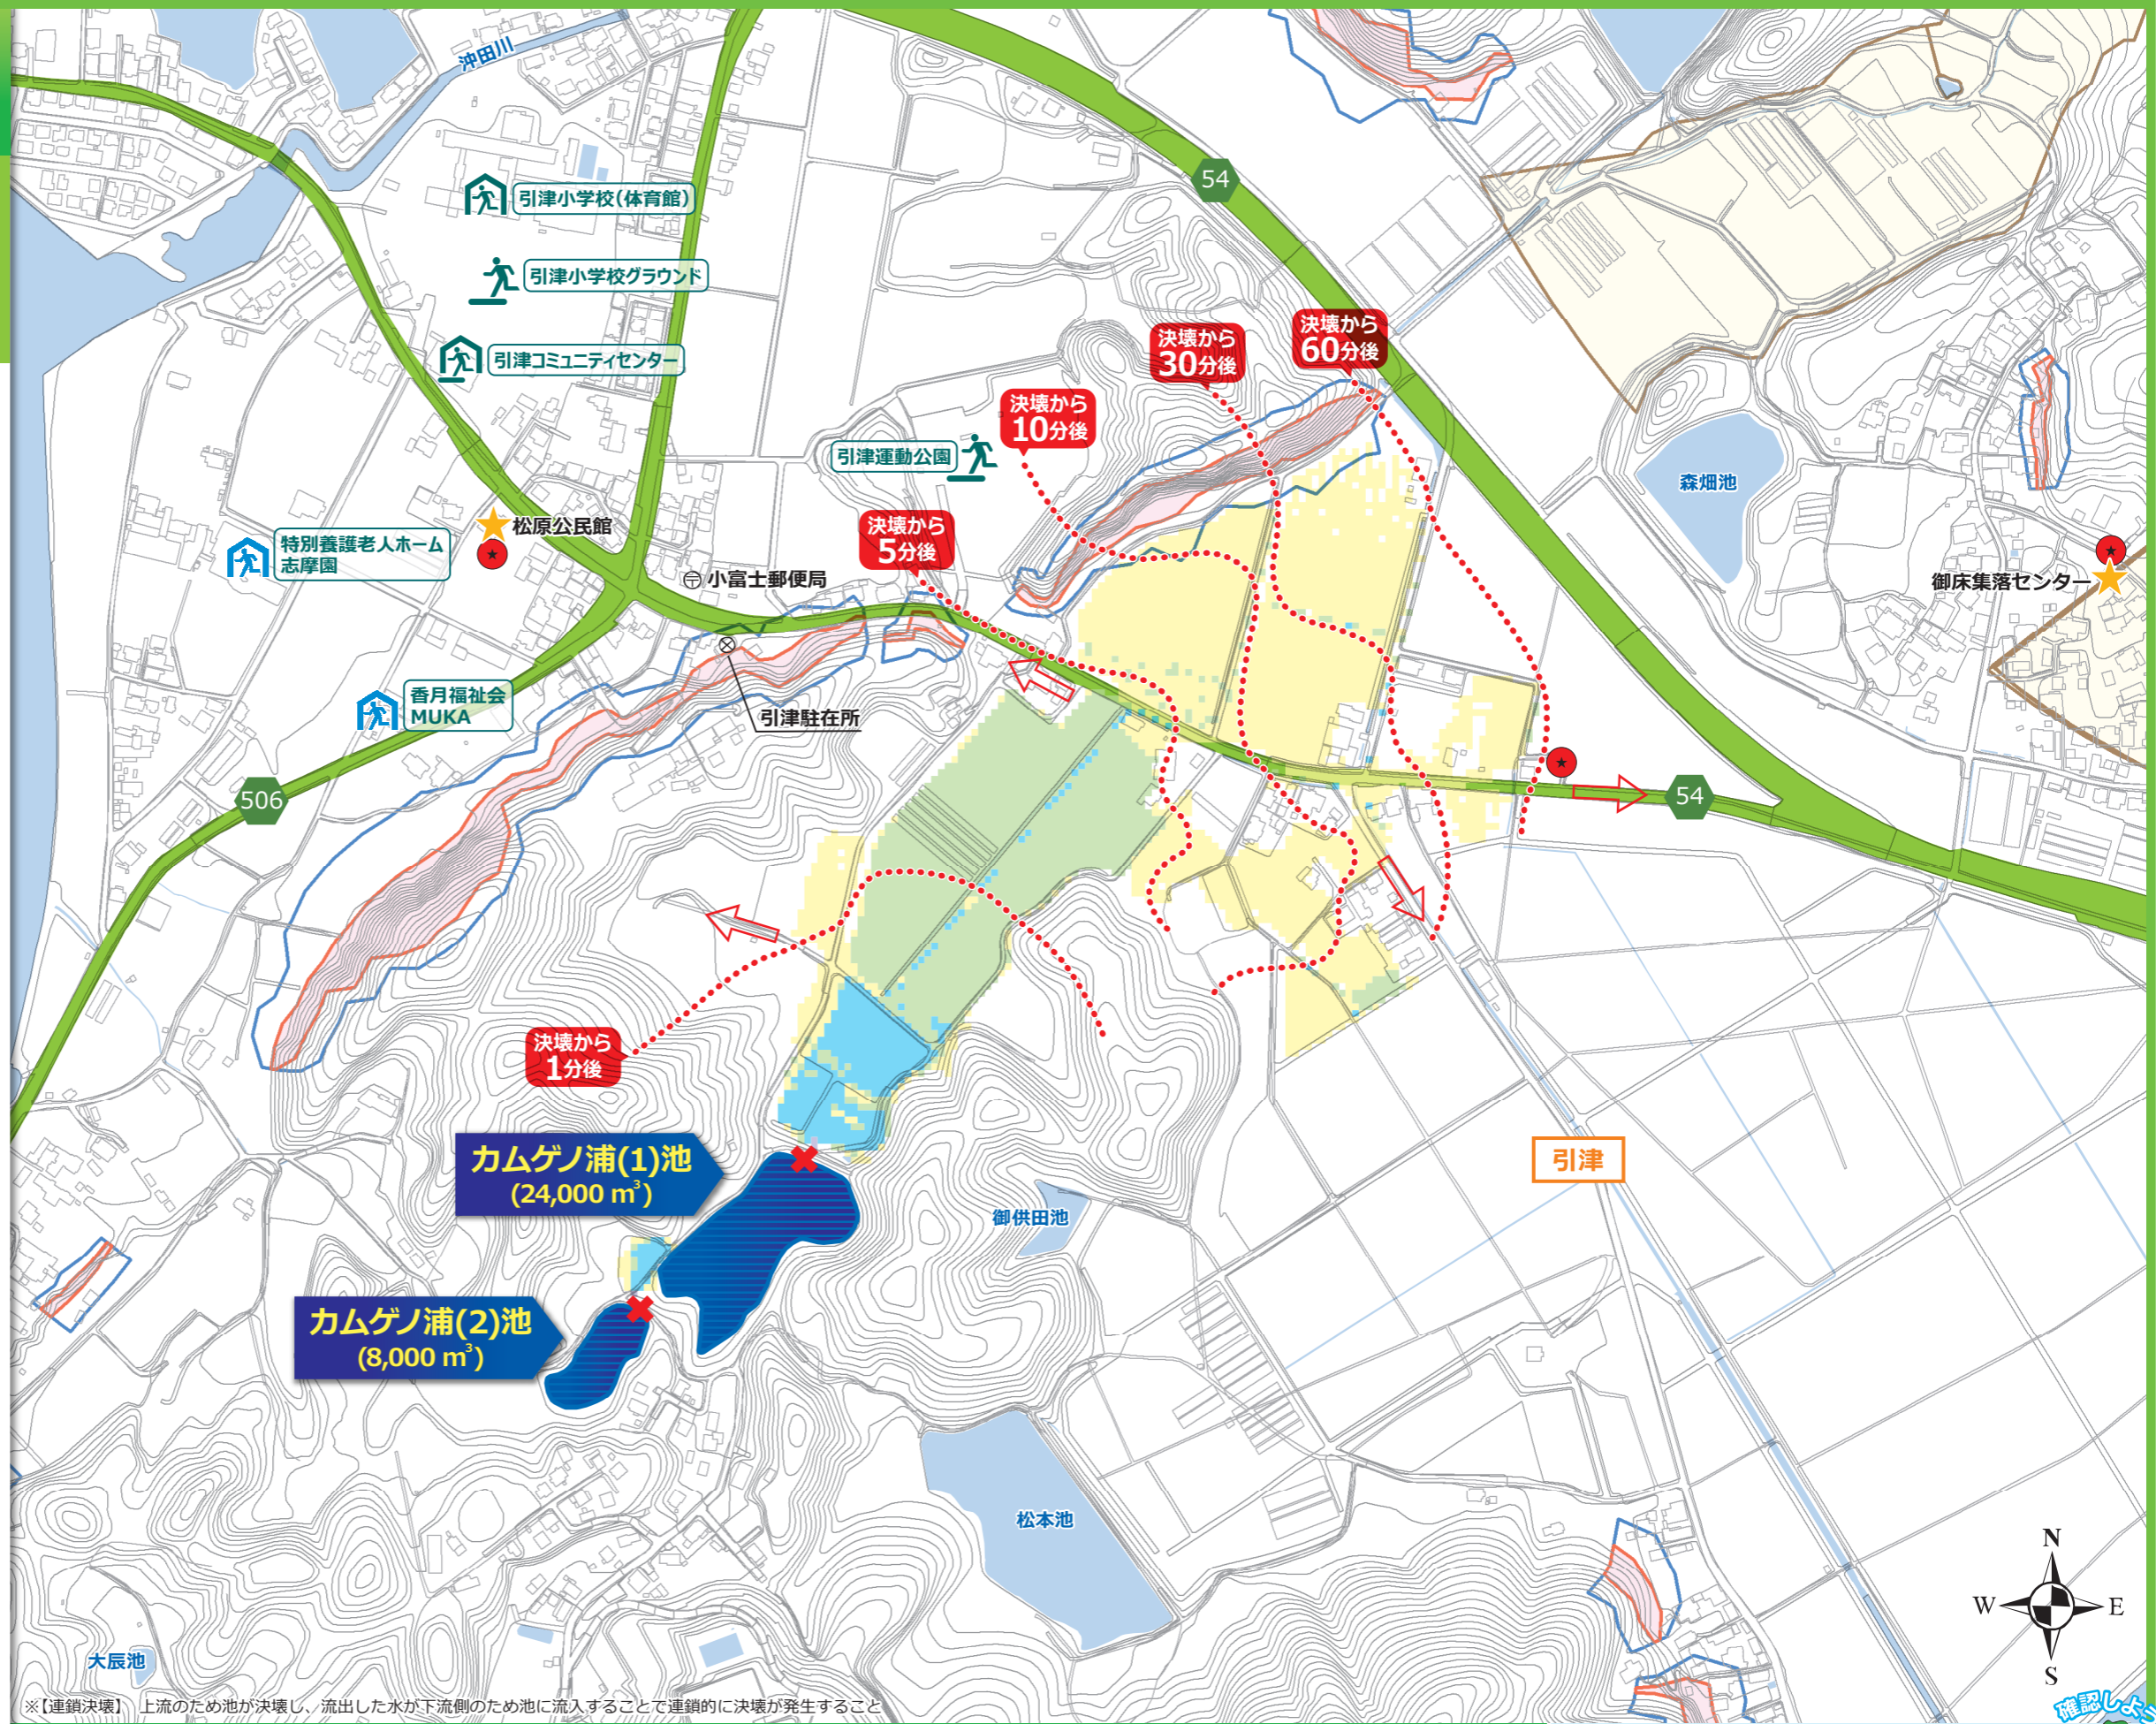 沖田川
54
引津小学校(体育館)
引津小学校グラウンド
引津コミュニティセンター
決壊から
60分後
決壊から
30分後
決壊から
10分後
引津運動公園
森畑池
決壊から
5分後
松原公民館
特別養護老人ホーム
志摩園
小富士郵便局
御床集落センター
香月福祉会
MUKA
引津駐在所
506
54
決壊から
1分後
カムゲノ浦(1)池
(24,000 m³)
引津
御供田池
カムゲノ浦(2)池
(8,000 m³)
松本池
N
W
E
S
大辰池
※【連鎖決壊】 上流のため池が決壊し、流出した水が下流側のため池に流入することで連鎖的に決壊が発生すること
確認しよう